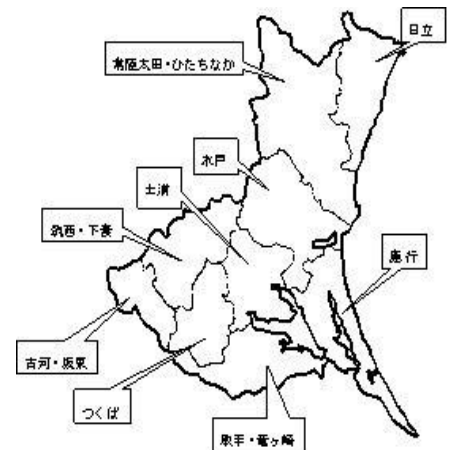 日立
常陸太田・ひたちなか
水戸
土浦
筑西・下妻
鹿行
古河・坂東
つくば
取手・竜ヶ崎